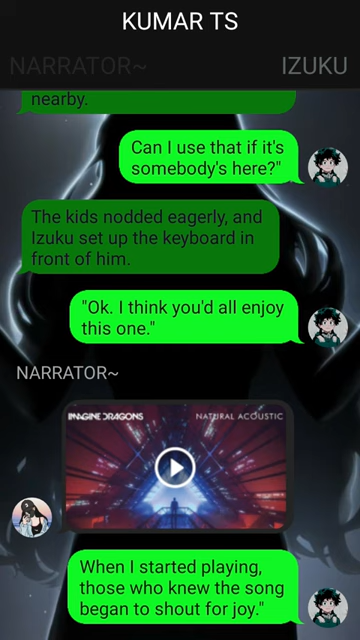 KUMAR TS
NARRATOR~
IZUKU
nearby.
Can I use that if it's
somebody's here?"
The kids nodded eagerly, and
Izuku set up the keyboard in
front of him.
"Ok. I think you'd all enjoy
this one."
NARRATOR~
IMAGINE DRAGONS
NATURAL ACOUSTIC
When I started playing,
those who knew the song
began to shout for joy."